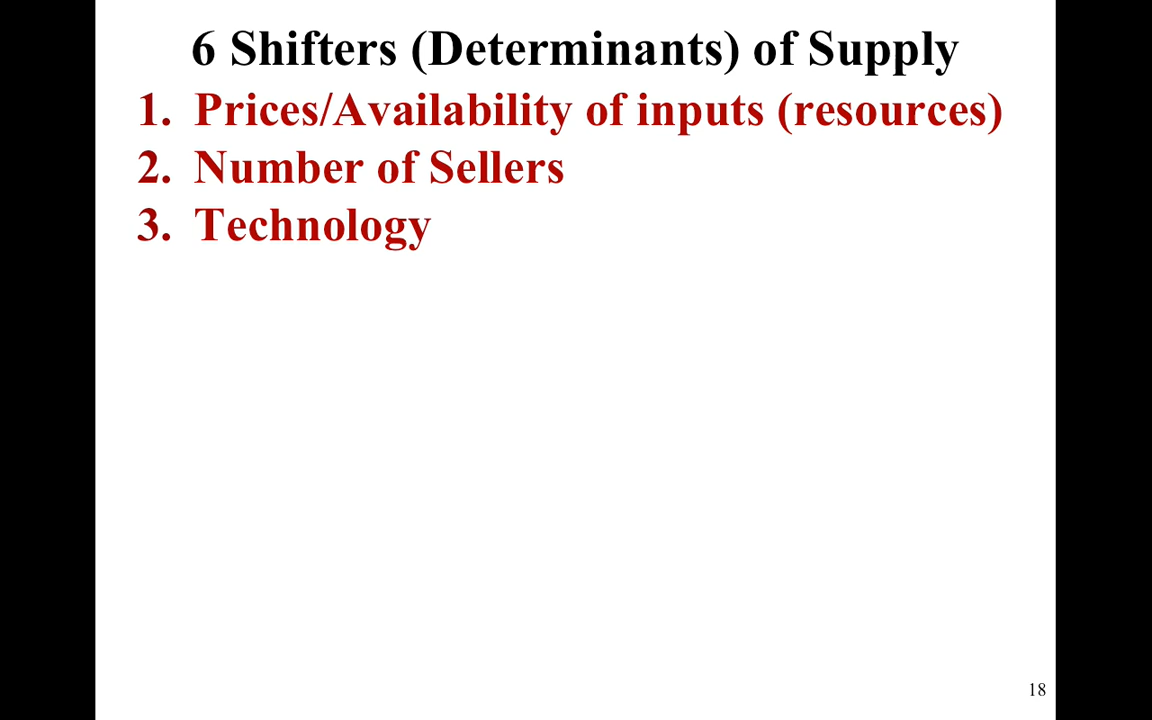 6 Shifters (Determinants) of Supply
1. Prices/Availability of inputs (resources)
2. Number of Sellers
3. Technology
18